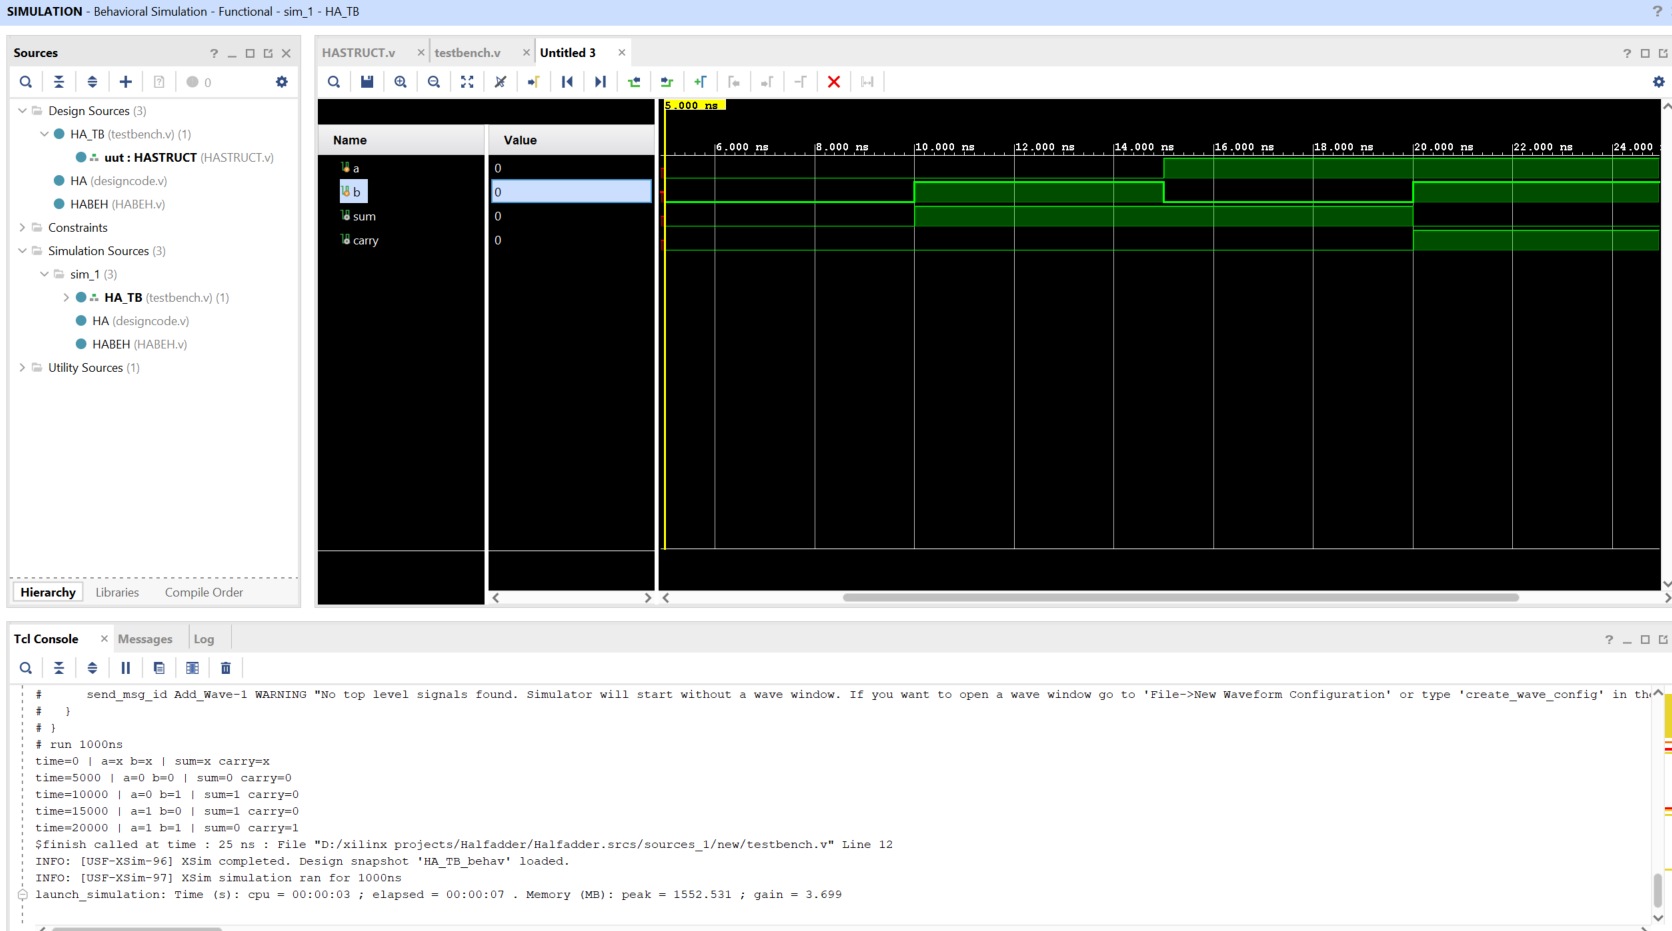 SIMULATION - Behavioral Simulation - Functional - sim_1 - HA_TB
?
Sources
? 
0
Design Sources (3)
HA_TB (testbench.v) (1)
uut : HASTRUCT (HASTRUCT.v)
HA (designcode.v)
HABEH (HABEH.v)
Constraints
Simulation Sources (3)
sim_1 (3)
HA_TB (testbench.v) (1)
HA (designcode.v)
HABEH (HABEH.v)
Utility Sources (1)
Hierarchy Libraries Compile Order
HASTRUCT.v × testbench.v × Untitled 3 ×
?
Name Value
a 0
b 0
sum 0
carry 0
5.000 ns
6.000 ns 8.000 ns 10.000 ns 12.000 ns 14.000 ns 16.000 ns 18.000 ns 20.000 ns 22.000 ns 24.000
Tcl Console × Messages Log
?
# send_msg_id Add_Wave-1 WARNING "No top level signals found. Simulator will start without a wave window. If you want to open a wave window go to 'File->New Waveform Configuration' or type 'create_wave_config' in the
# }
# }
# run 1000ns
time=0 | a=x b=x | sum=x carry=x
time=5000 | a=0 b=0 | sum=0 carry=0
time=10000 | a=0 b=1 | sum=1 carry=0
time=15000 | a=1 b=0 | sum=1 carry=0
time=20000 | a=1 b=1 | sum=0 carry=1
$finish called at time : 25 ns : File "D:/xilinx projects/Halfadder/Halfadder.srcs/sources_1/new/testbench.v" Line 12
INFO: [USF-XSim-96] XSim completed. Design snapshot 'HA_TB_behav' loaded.
INFO: [USF-XSim-97] XSim simulation ran for 1000ns
launch_simulation: Time (s): cpu = 00:00:03 ; elapsed = 00:00:07 . Memory (MB): peak = 1552.531 ; gain = 3.699